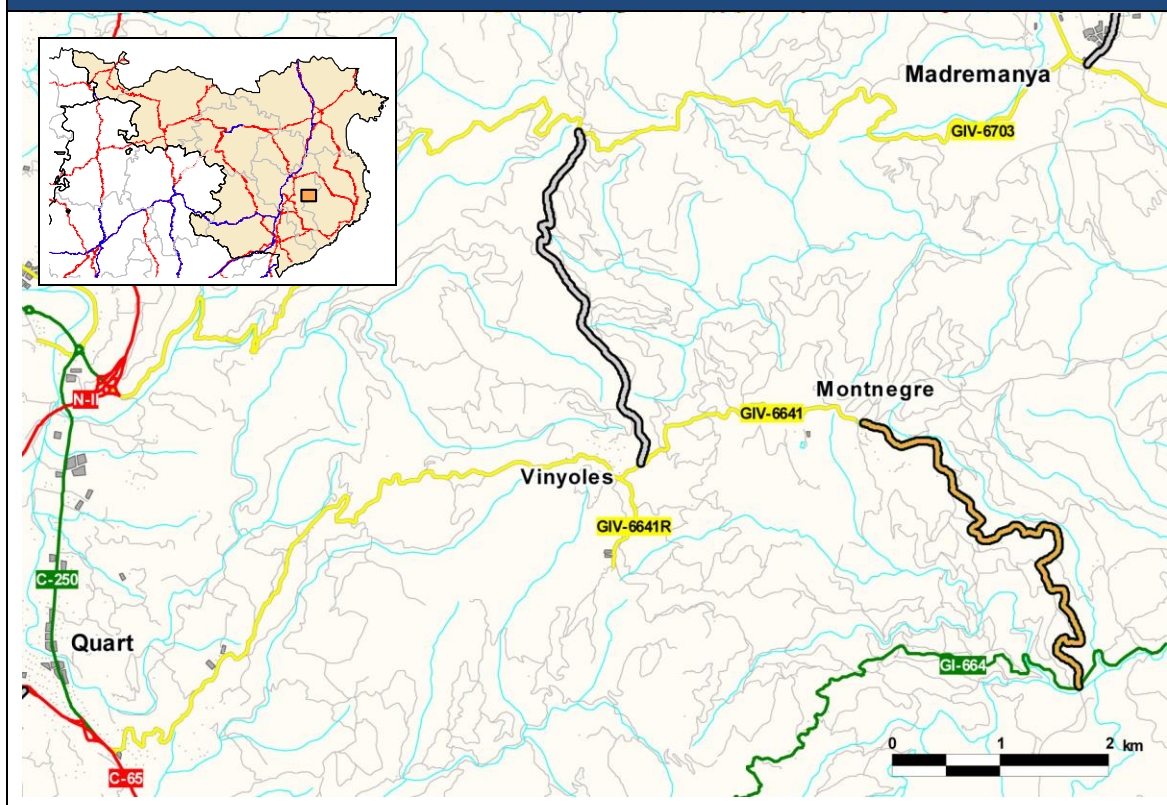 Madremanya
GIV-6703
N-II
Montnegre
GIV-6641
Vinyoles
GIV-6641R
C-250
Quart
GI-664
0 1 2 km
C-65